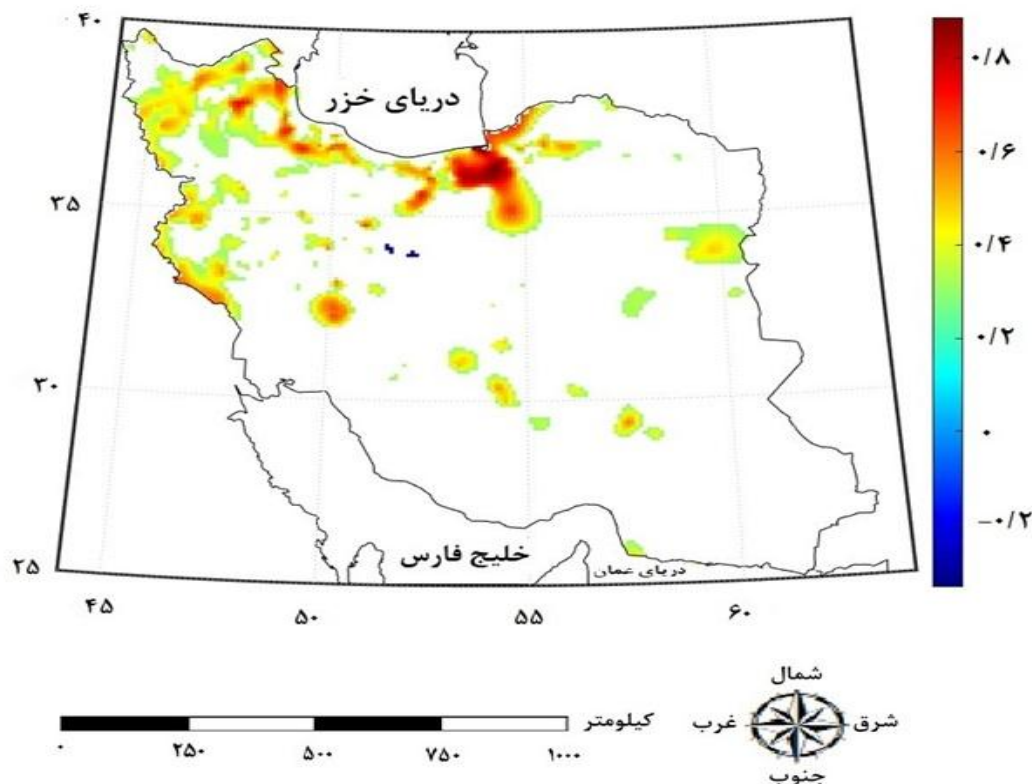 ۴۰
۳۵
۳۰
۲۵
۴۵
۵۰
۵۵
۶۰
دریای خزر
خلیج فارس
دریای عمان
۰/۸
۰/۶
۰/۴
۰/۲
۰
−۰/۲
کیلومتر
۰
۲۵۰
۵۰۰
۷۵۰
۱۰۰۰
شمال
غرب
شرق
جنوب